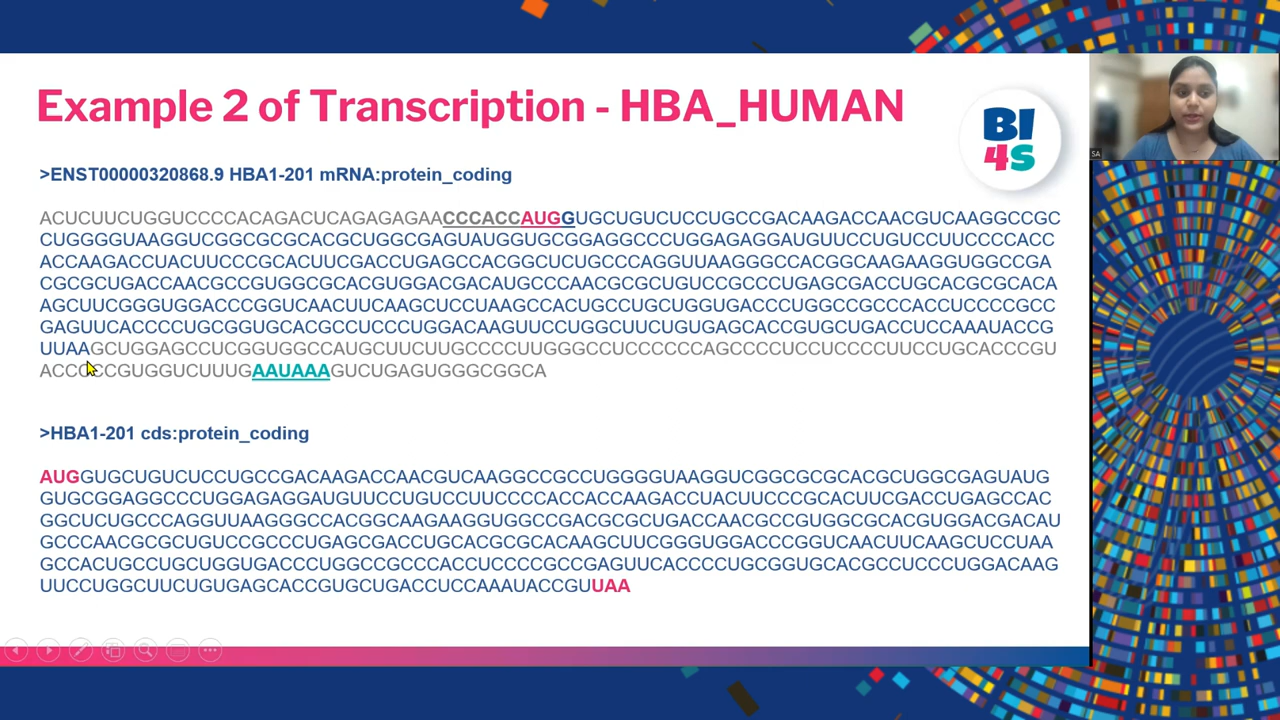 Example 2 of Transcription - HBA_HUMAN
BI
4S
SA
>ENST00000320868.9 HBA1-201 mRNA:protein_coding
ACUCUUCUGGUCCCCACAGACUCAGAGAGAACCCACCAUGGUGCUGUCUCCUGCCGACAAGACCAACGUCAAGGCCGC
CUGGGGUAAGGUCGGCGCGCACGCUGGCGAGUAUGGUGCGGAGGCCCUGGAGAGGAUGUUCCUGUCCUUCCCCACC
ACCAAGACCUACUUCCCGCACUUCGACCUGAGCCACGGCUCUGCCCAGGUUAAGGGCCACGGCAAGAAGGUGGCCGA
CGCGCUGACCAACGCCGUGGCGCACGUGGACGACAUGCCCAACGCGCUGUCCGCCCUGAGCGACCUGCACGCGCACA
AGCUUCGGGUGGACCCGGUCAACUUCAAGCUCCUAAGCCACUGCCUGCUGGUGACCCUGGCCGCCCACCUCCCCGCC
GAGUUCACCCCUGCGGUGCACGCCUCCCUGGACAAGUUCCUGGCUUCUGUGAGCACCGUGCUGACCUCCAAAUACCG
UUAAGCUGGAGCCUCGGUGGCCAUGCUUCUUGCCCCUUGGGCCUCCCCCCAGCCCCUCCUCCCCUUCCUGCACCCGU
ACCCCCGUGGUCUUUGAAUAAAGUCUGAGUGGGCGGCA
>HBA1-201 cds:protein_coding
AUGGUGCUGUCUCCUGCCGACAAGACCAACGUCAAGGCCGCCUGGGGUAAGGUCGGCGCGCACGCUGGCGAGUAUG
GUGCGGAGGCCCUGGAGAGGAUGUUCCUGUCCUUCCCCACCACCAAGACCUACUUCCCGCACUUCGACCUGAGCCAC
GGCUCUGCCCAGGUUAAGGGCCACGGCAAGAAGGUGGCCGACGCGCUGACCAACGCCGUGGCGCACGUGGACGACAU
GCCCAACGCGCUGUCCGCCCUGAGCGACCUGCACGCGCACAAGCUUCGGGUGGACCCGGUCAACUUCAAGCUCCUAA
GCCACUGCCUGCUGGUGACCCUGGCCGCCCACCUCCCCGCCGAGUUCACCCCUGCGGUGCACGCCUCCCUGGACAAG
UUCCUGGCUUCUGUGAGCACCGUGCUGACCUCCAAAUACCGUUAA